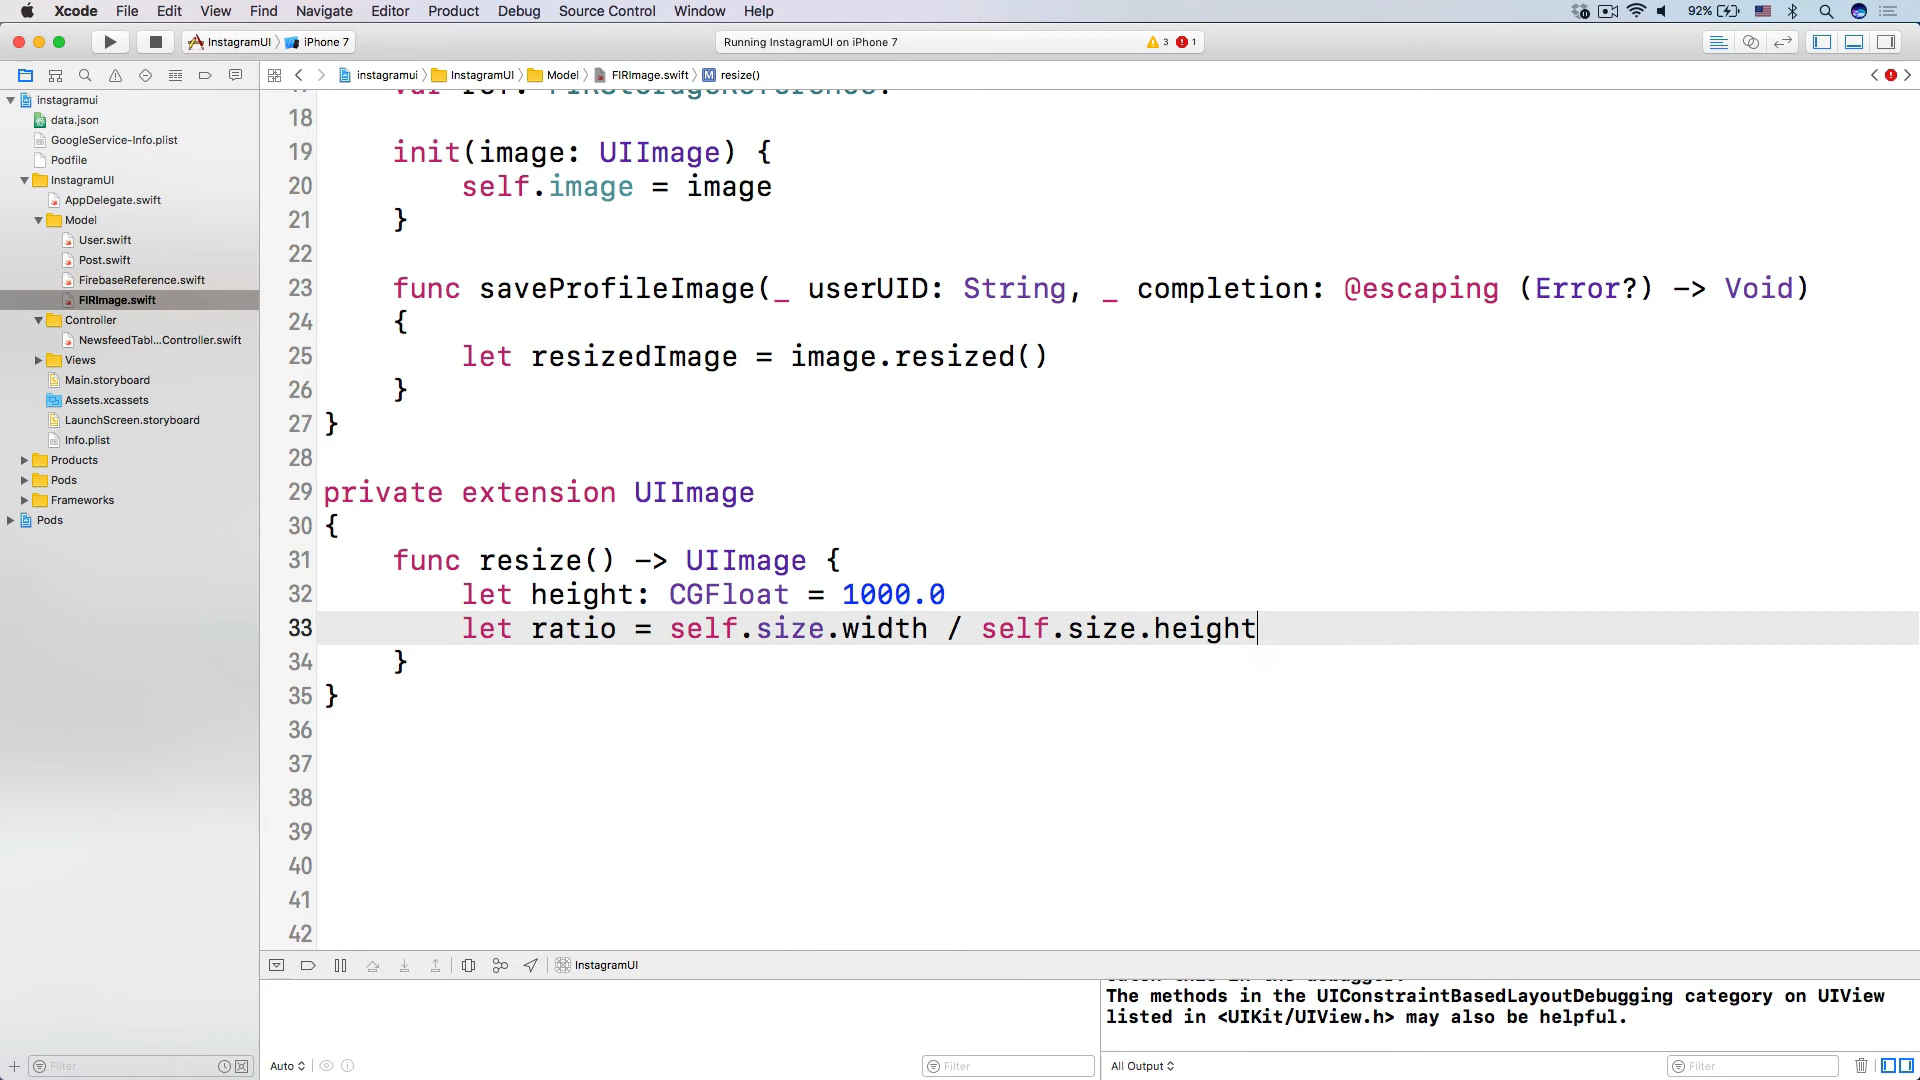 Xcode File Edit View Find Navigate Editor Product Debug Source Control Window Help 92%
InstagramUI iPhone 7 Running InstagramUI on iPhone 7 3 1
instagramui InstagramUI Model FIRImage.swift M resize()
instagramui
data.json
GoogleService-Info.plist
Podfile
InstagramUI
AppDelegate.swift
Model
User.swift
Post.swift
FirebaseReference.swift
FIRImage.swift
Controller
NewsfeedTabl...Controller.swift
Views
Main.storyboard
Assets.xcassets
LaunchScreen.storyboard
Info.plist
Products
Pods
Frameworks
Pods
18
19 init(image: UIImage) {
20 self.image = image
21 }
22
23 func saveProfileImage(_ userUID: String, _ completion: @escaping (Error?) -> Void)
24 {
25 let resizedImage = image.resized()
26 }
27 }
28
29 private extension UIImage
30 {
31 func resize() -> UIImage {
32 let height: CGFloat = 1000.0
33 let ratio = self.size.width / self.size.height
34 }
35 }
36
37
38
39
40
41
42
InstagramUI
The methods in the UIConstraintBasedLayoutDebugging category on UIView
listed in <UIKit/UIView.h> may also be helpful.
Filter Auto Filter All Output Filter